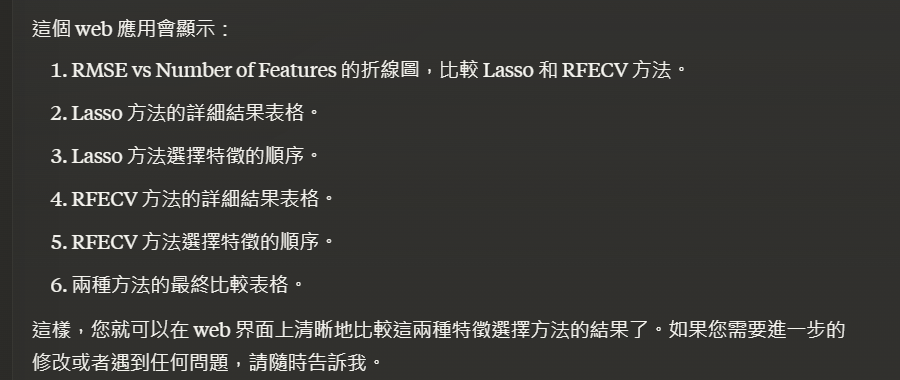 這個 web 應用會顯示：
1. RMSE vs Number of Features 的折線圖，比較 Lasso 和 RFECV 方法。
2. Lasso 方法的詳細結果表格。
3. Lasso 方法選擇特徵的順序。
4. RFECV 方法的詳細結果表格。
5. RFECV 方法選擇特徵的順序。
6. 兩種方法的最終比較表格。
這樣，您就可以在 web 界面上清晰地比較這兩種特徵選擇方法的結果了。如果您需要進一步的
修改或者遇到任何問題，請隨時告訴我。